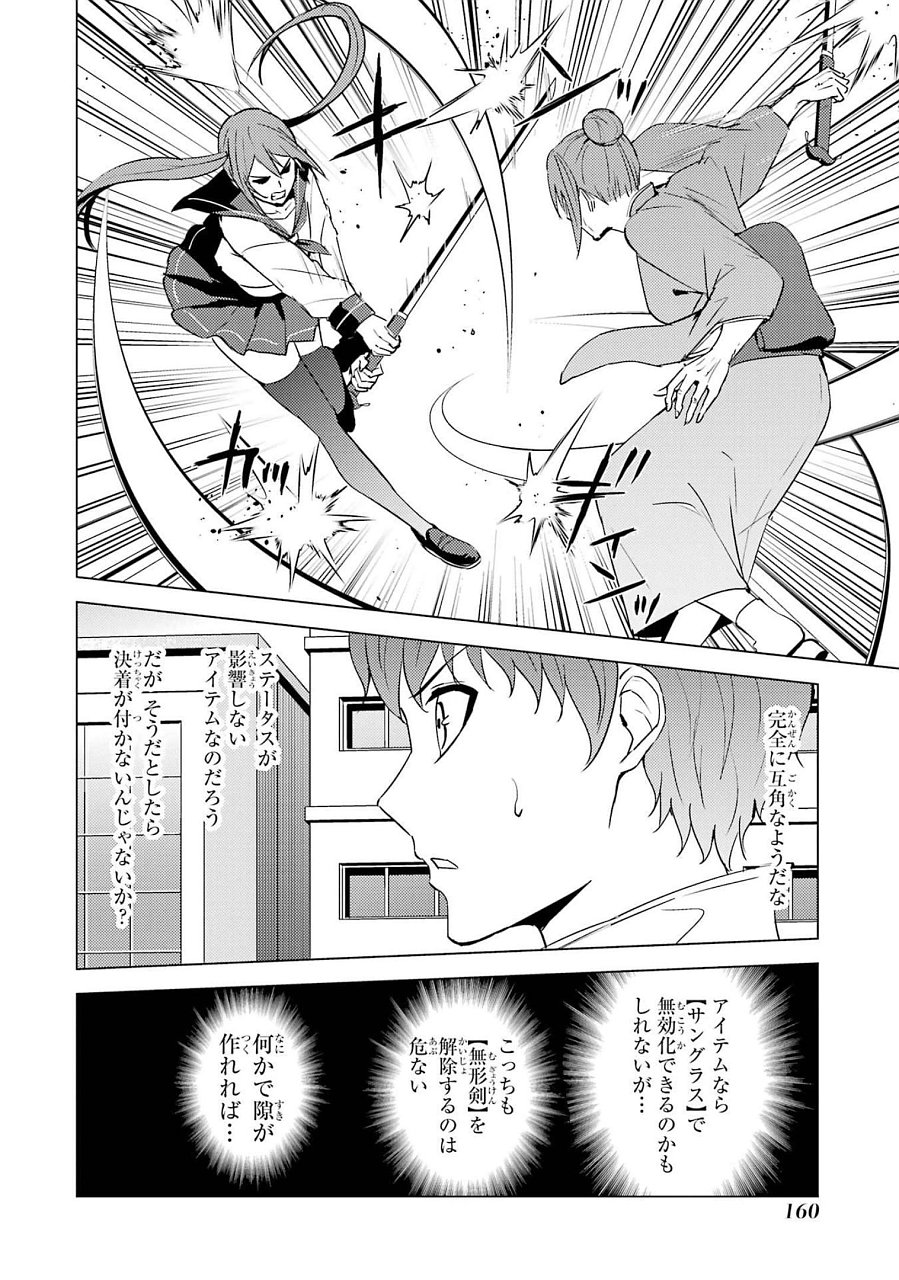 キンッ
ギッ
ガッ
ギンッ
完全に互角なようだな
ステータスが
影響しない
アイテムなのだろう
だが そうだとしたら
決着が付かないんじゃないか?
アイテムなら
【サングラス】で
無効化できるのかも
しれないが…
こっちも
【無形剣】を
解除するのは
危ない
何かで隙が
作れれば…
160